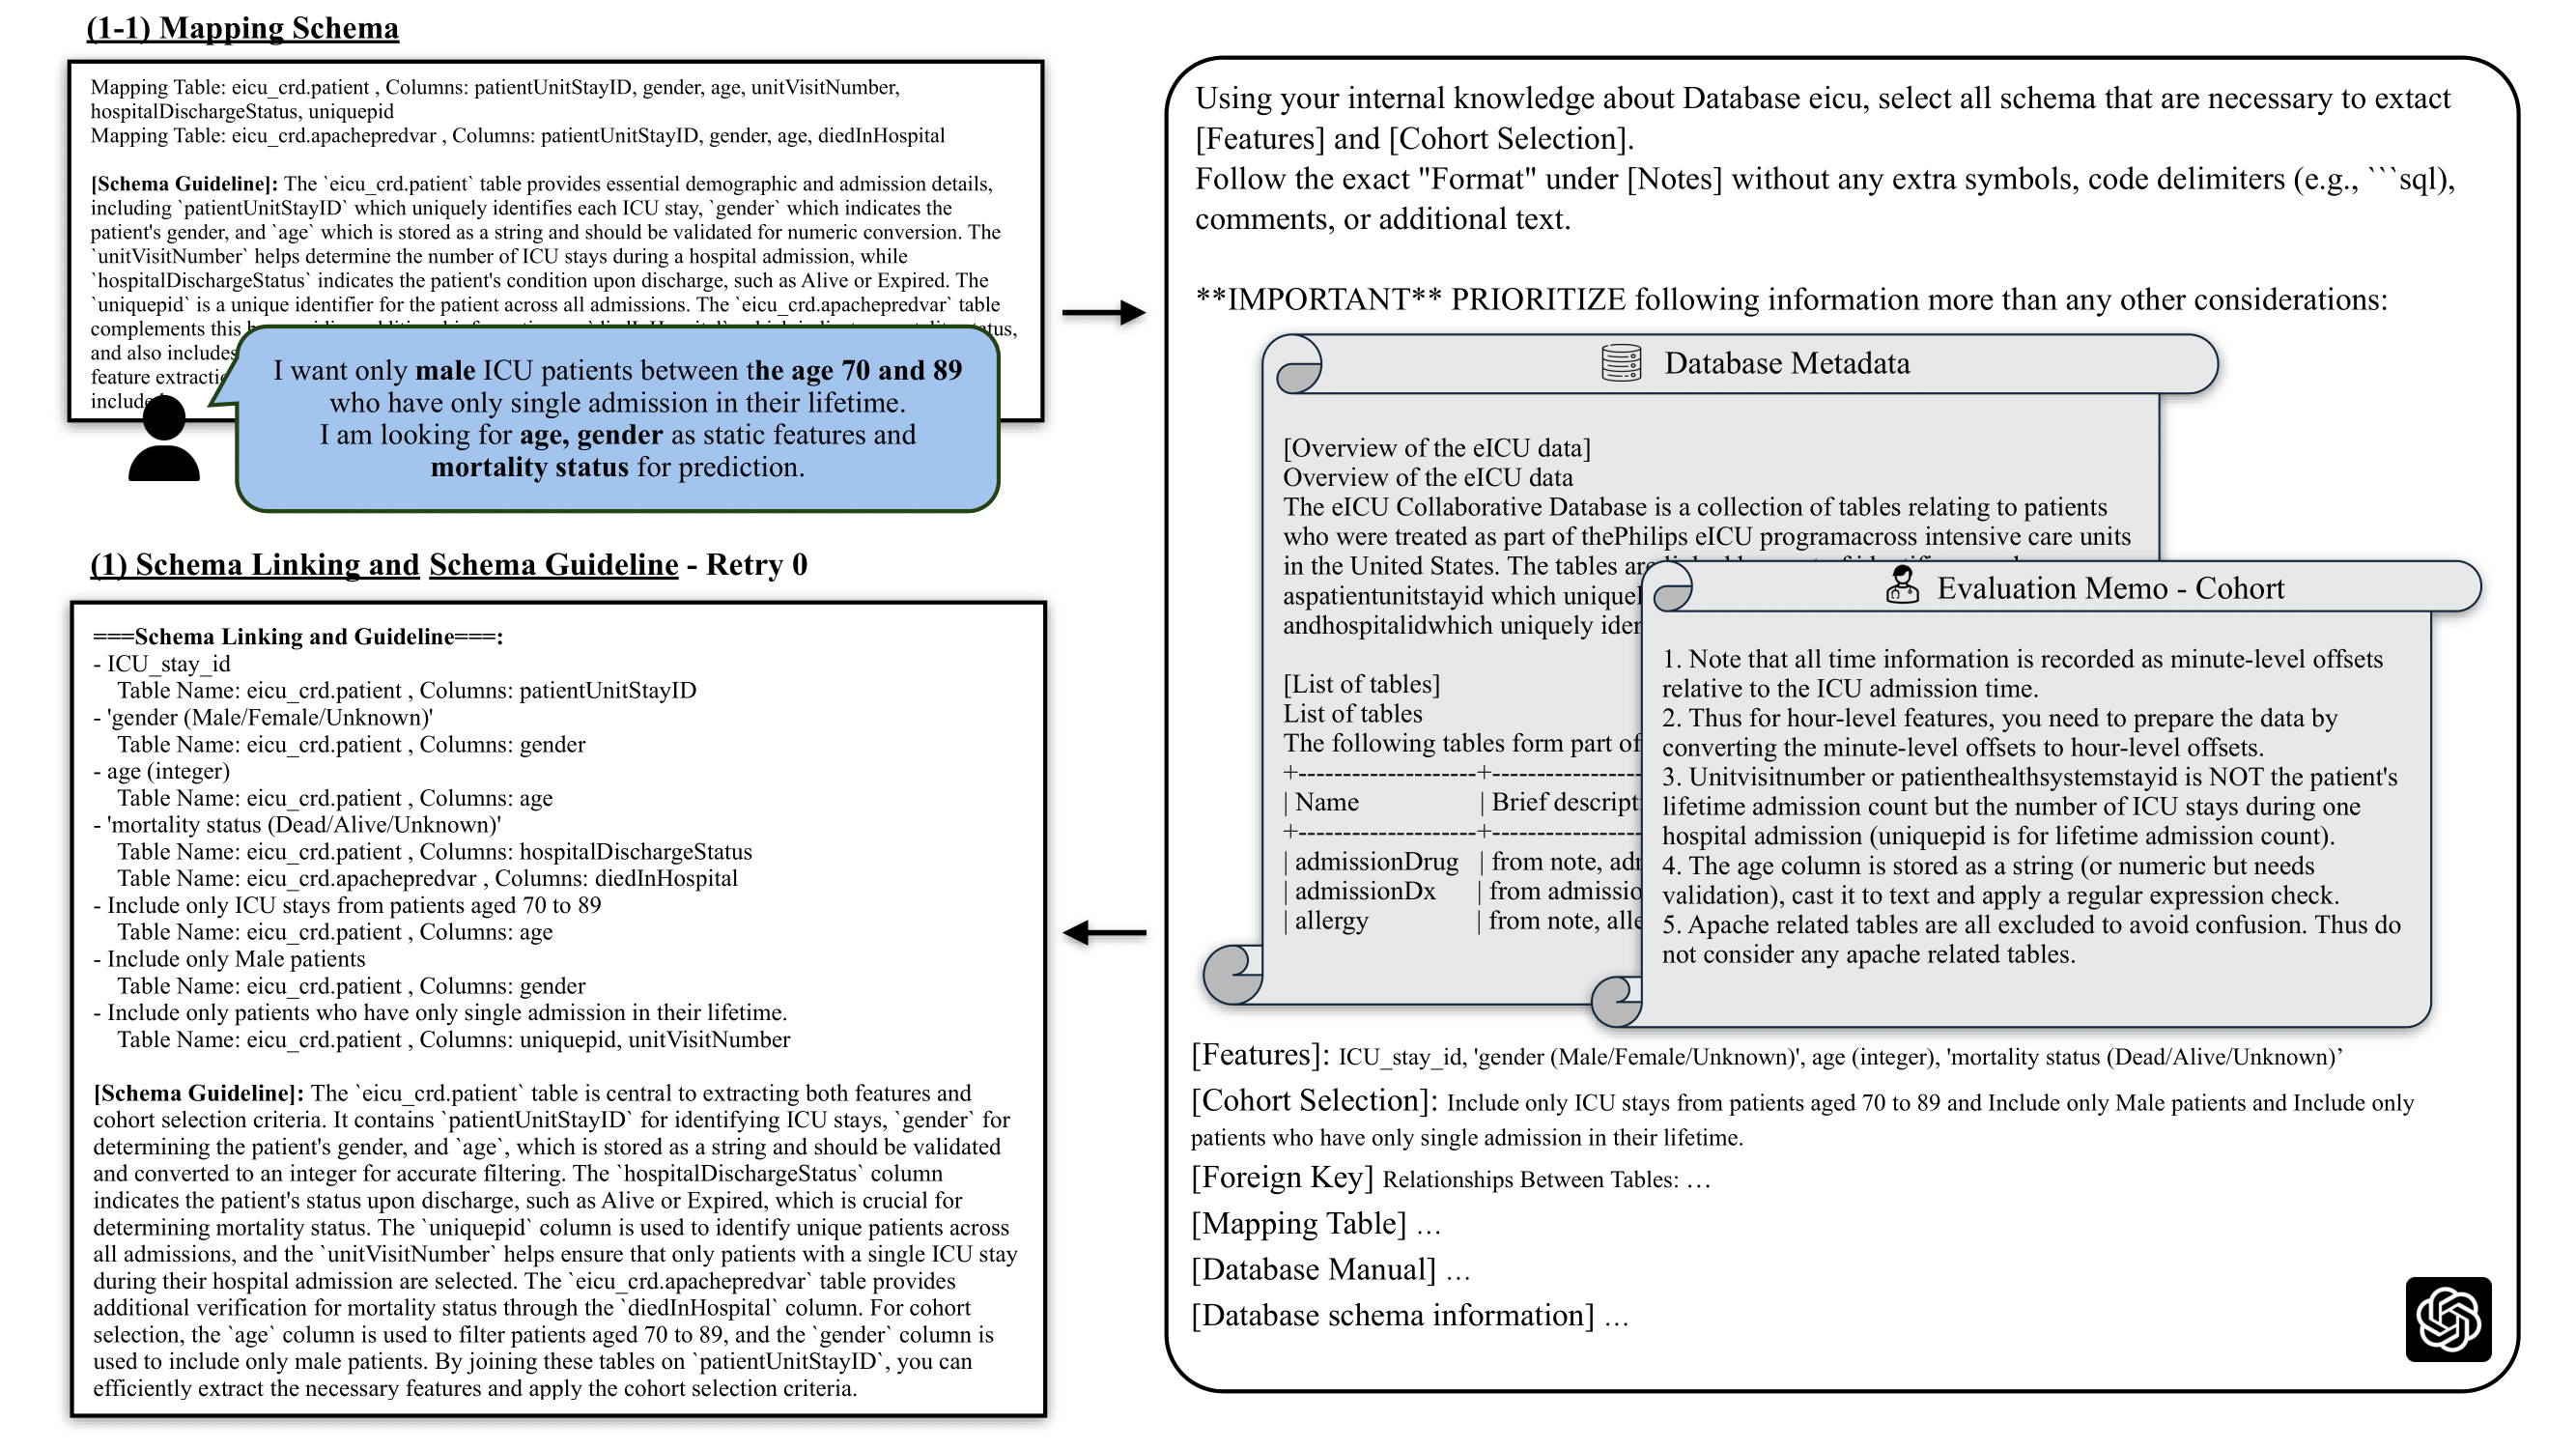 (1-1) Mapping Schema
Mapping Table: eicu_crd.patient , Columns: patientUnitStayID, gender, age, unitVisitNumber,
hospitalDischargeStatus, uniquepid
Mapping Table: eicu_crd.apachepredvar , Columns: patientUnitStayID, gender, age, diedInHospital
[Schema Guideline]: The `eicu_crd.patient` table provides essential demographic and admission details,
including `patientUnitStayID` which uniquely identifies each ICU stay, `gender` which indicates the
patient's gender, and `age` which is stored as a string and should be validated for numeric conversion. The
`unitVisitNumber` helps determine the number of ICU stays during a hospital admission, while
`hospitalDischargeStatus` indicates the patient's condition upon discharge, such as Alive or Expired. The
`uniquepid` is a unique identifier for the patient across all admissions. The `eicu_crd.apachepredvar` table
complements this
and also includes
feature
include
I want only male ICU patients between the age 70 and 89
who have only single admission in their lifetime.
I am looking for age, gender as static features and
mortality status for prediction.
(1) Schema Linking and Schema Guideline - Retry 0
===Schema Linking and Guideline===:
- ICU_stay_id
Table Name: eicu_crd.patient , Columns: patientUnitStayID
- 'gender (Male/Female/Unknown)'
Table Name: eicu_crd.patient , Columns: gender
- age (integer)
Table Name: eicu_crd.patient , Columns: age
- 'mortality status (Dead/Alive/Unknown)'
Table Name: eicu_crd.patient , Columns: hospitalDischargeStatus
Table Name: eicu_crd.apachepredvar , Columns: diedInHospital
- Include only ICU stays from patients aged 70 to 89
Table Name: eicu_crd.patient , Columns: age
- Include only Male patients
Table Name: eicu_crd.patient , Columns: gender
- Include only patients who have only single admission in their lifetime.
Table Name: eicu_crd.patient , Columns: uniquepid, unitVisitNumber
[Schema Guideline]: The `eicu_crd.patient` table is central to extracting both features and
cohort selection criteria. It contains `patientUnitStayID` for identifying ICU stays, `gender` for
determining the patient's gender, and `age`, which is stored as a string and should be validated
and converted to an integer for accurate filtering. The `hospitalDischargeStatus` column
indicates the patient's status upon discharge, such as Alive or Expired, which is crucial for
determining mortality status. The `uniquepid` column is used to identify unique patients across
all admissions, and the `unitVisitNumber` helps ensure that only patients with a single ICU stay
during their hospital admission are selected. The `eicu_crd.apachepredvar` table provides
additional verification for mortality status through the `diedInHospital` column. For cohort
selection, the `age` column is used to filter patients aged 70 to 89, and the `gender` column is
used to include only male patients. By joining these tables on `patientUnitStayID`, you can
efficiently extract the necessary features and apply the cohort selection criteria.
Using your internal knowledge about Database eicu, select all schema that are necessary to extact
[Features] and [Cohort Selection].
Follow the exact "Format" under [Notes] without any extra symbols, code delimiters (e.g., ```sql),
comments, or additional text.
**IMPORTANT** PRIORITIZE following information more than any other considerations:
Database Metadata
[Overview of the eICU data]
Overview of the eICU data
The eICU Collaborative Database is a collection of tables relating to patients
who were treated as part of thePhilips eICU programacross intensive care units
in the United States. The tables are
aspatientunitstayid which
andhospitalidwhich uniquely
[List of tables]
List of tables
The following tables form part of
+--------------------+------------------
| Name | Brief
+--------------------+------------------
| admissionDrug | from note,
| admissionDx | from
| allergy | from note,
Evaluation Memo - Cohort
1. Note that all time information is recorded as minute-level offsets
relative to the ICU admission time.
2. Thus for hour-level features, you need to prepare the data by
converting the minute-level offsets to hour-level offsets.
3. Unitvisitnumber or patienthealthsystemstayid is NOT the patient's
lifetime admission count but the number of ICU stays during one
hospital admission (uniquepid is for lifetime admission count).
4. The age column is stored as a string (or numeric but needs
validation), cast it to text and apply a regular expression check.
5. Apache related tables are all excluded to avoid confusion. Thus do
not consider any apache related tables.
[Features]: ICU_stay_id, 'gender (Male/Female/Unknown)', age (integer), 'mortality status (Dead/Alive/Unknown)’
[Cohort Selection]: Include only ICU stays from patients aged 70 to 89 and Include only Male patients and Include only
patients who have only single admission in their lifetime.
[Foreign Key] Relationships Between Tables: …
[Mapping Table] …
[Database Manual] …
[Database schema information] …